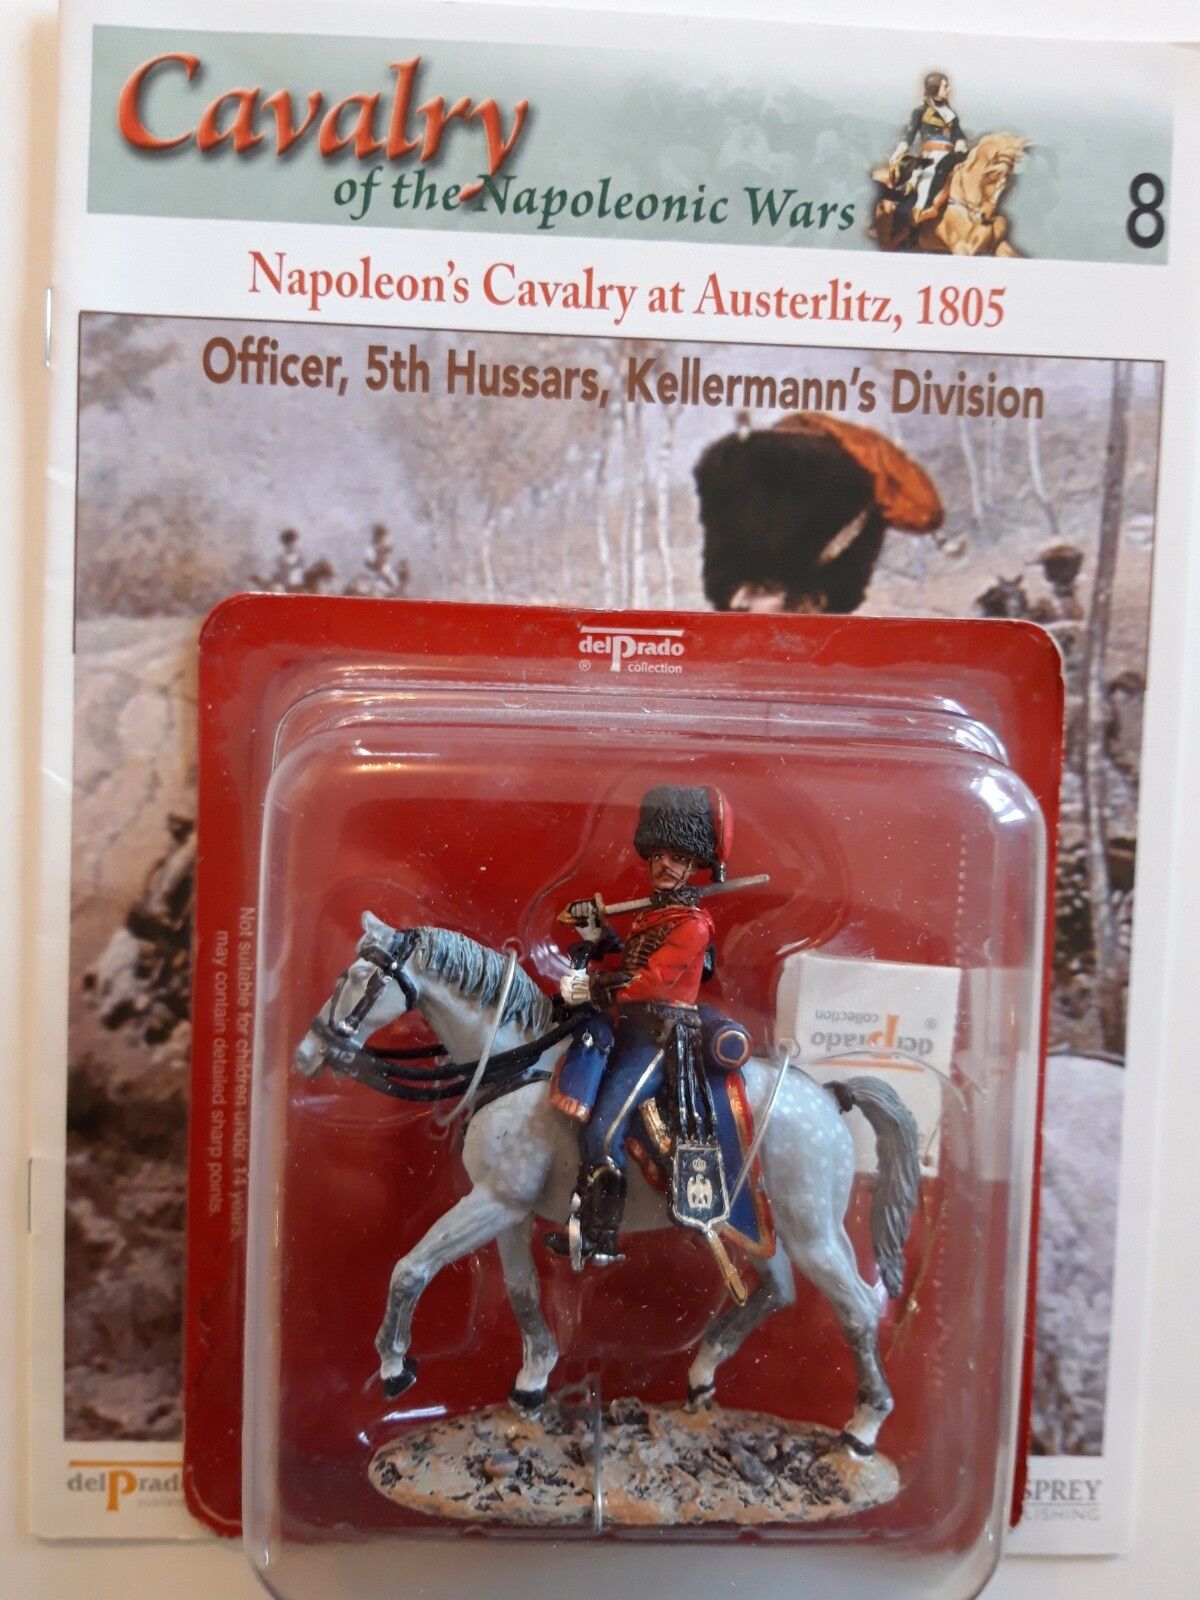 Cavalry
of the Napoleonic Wars
8
Napoleon's Cavalry at Austerlitz, 1805
Officer, 5th Hussars, Kellermann's Division
delPrado
® collection
Not suitable for children under 14 years,
may contain detailed sharp points.
delPrado
collection ®
delPrado
SPREY
LISHING